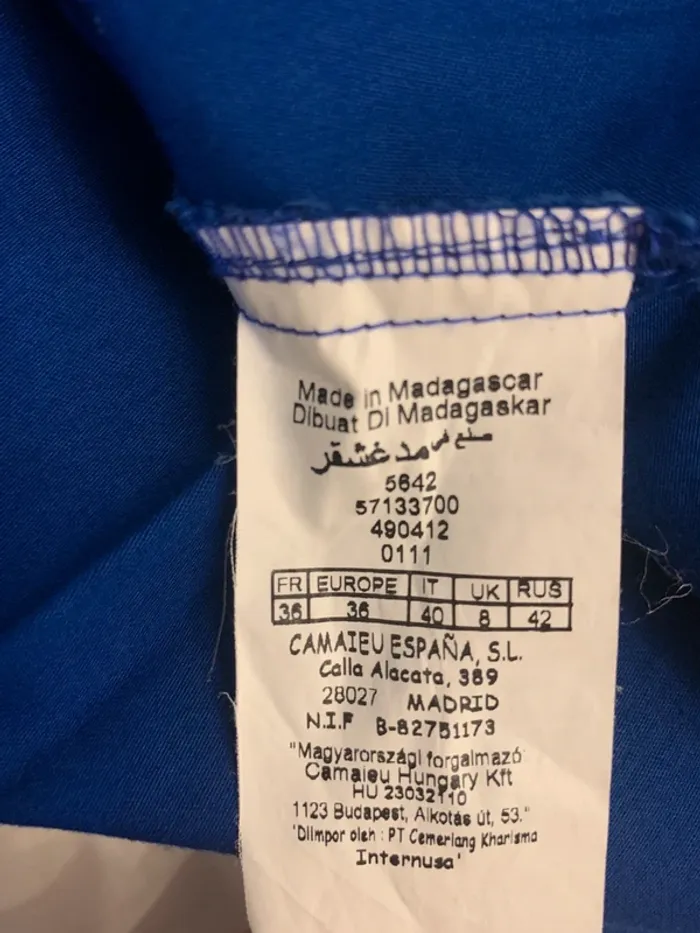 Made in Madagascar
Dibuat Di Madagaskar
صنع في مدغشقر
5642
57133700
490412
0111
FR EUROPE IT UK RUS
36 36 40 8 42
CAMAIEU ESPAÑA, S.L.
Calla Alacata, 389
28027 MADRID
N.I.F B-82751173
"Magyarországi forgalmazó
Camaieu Hungary Kft
HU 23032110
1123 Budapest, Alkotás út, 53."
'Diimpor oleh : PT Cemerlang Kharisma
Internusa'